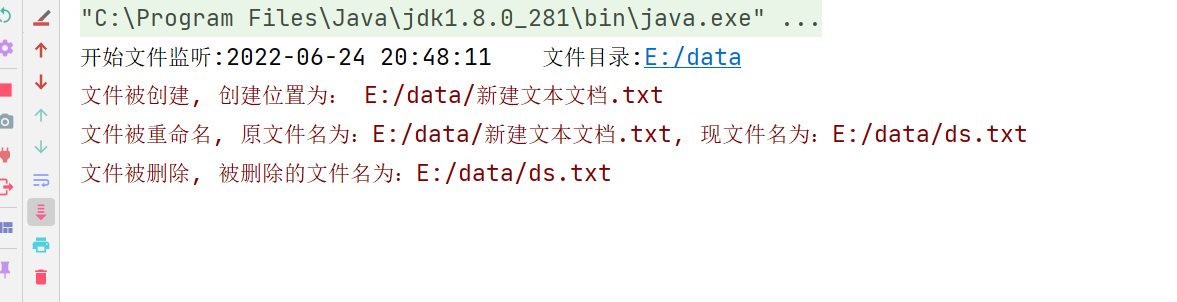 "C:\Program Files\Java\jdk1.8.0_281\bin\java.exe" ...
开始文件监听:2022-06-24 20:48:11    文件目录:E:/data
文件被创建, 创建位置为： E:/data/新建文本文档.txt
文件被重命名, 原文件名为：E:/data/新建文本文档.txt, 现文件名为：E:/data/ds.txt
文件被删除, 被删除的文件名为：E:/data/ds.txt